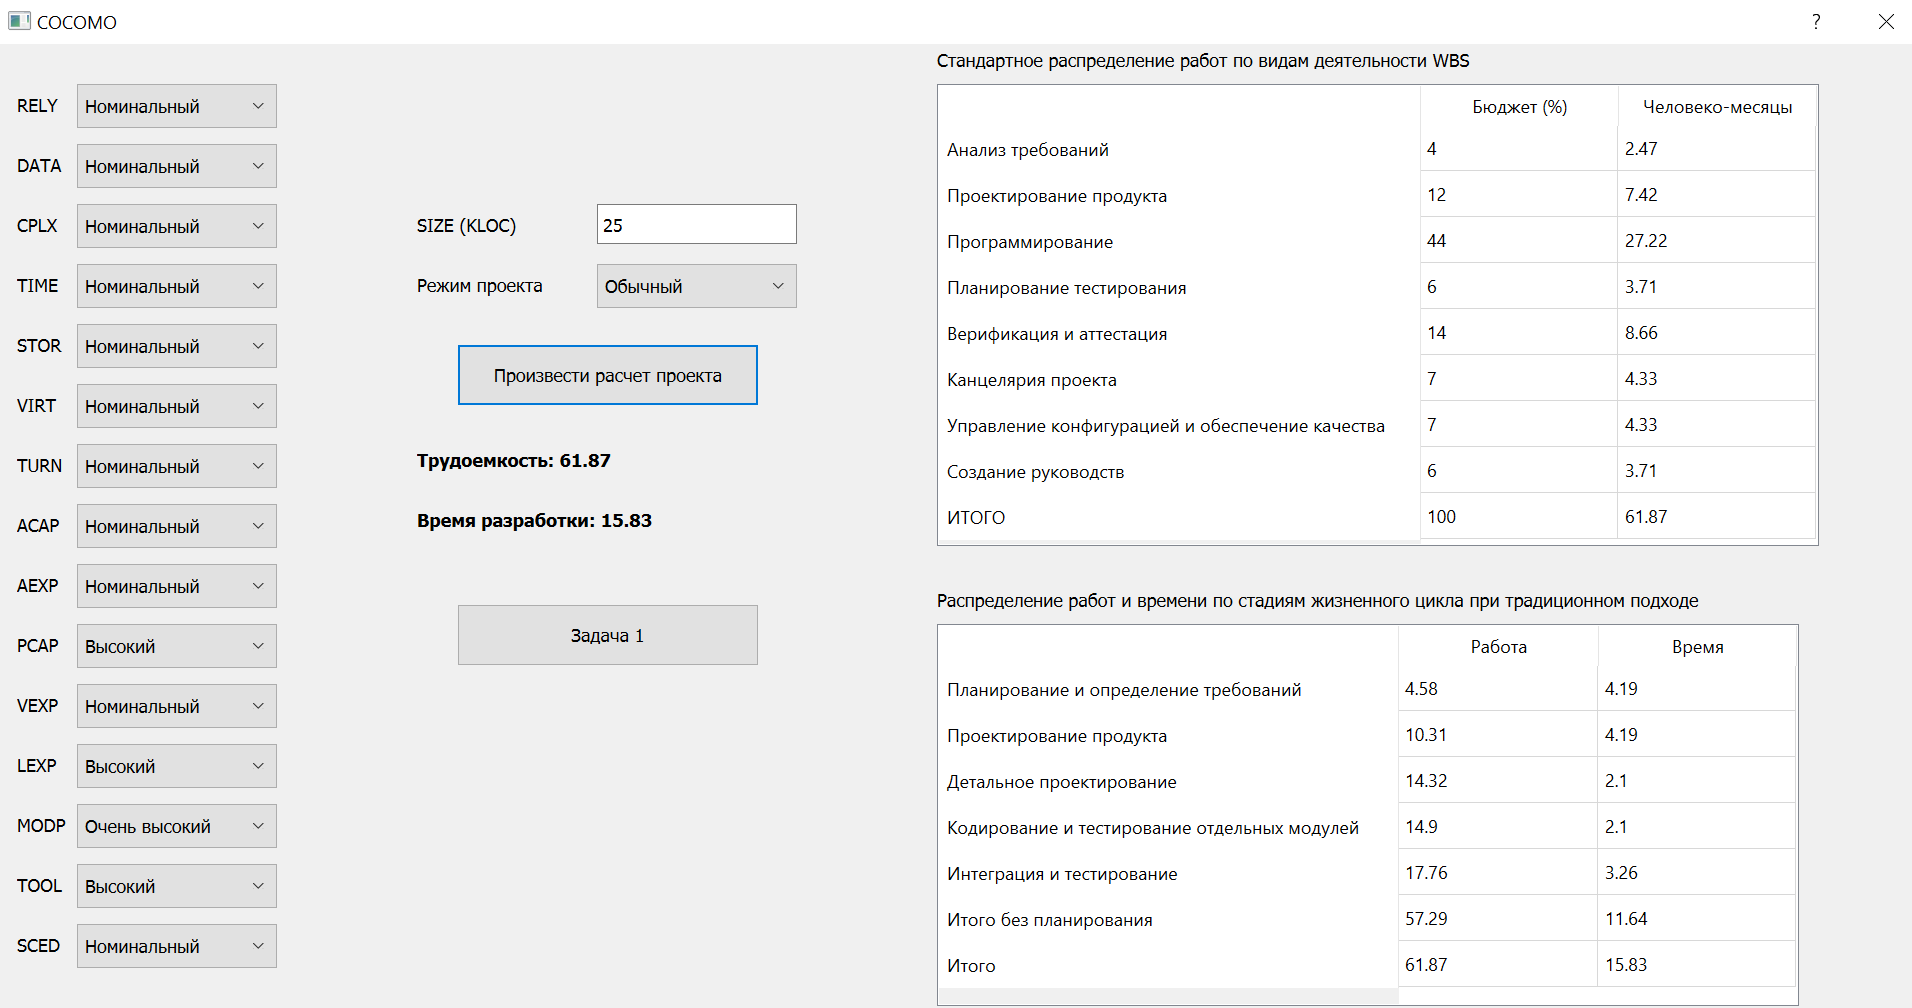 COCOMO
?
RELY Номинальный
DATA Номинальный
CPLX Номинальный
TIME Номинальный
STOR Номинальный
VIRT Номинальный
TURN Номинальный
ACAP Номинальный
AEXP Номинальный
PCAP Высокий
VEXP Номинальный
LEXP Высокий
MODP Очень высокий
TOOL Высокий
SCED Номинальный
SIZE (KLOC) 25
Режим проекта Обычный
Произвести расчет проекта
Трудоемкость: 61.87
Время разработки: 15.83
Задача 1
Стандартное распределение работ по видам деятельности WBS
Бюджет (%) Человеко-месяцы
Анализ требований 4 2.47
Проектирование продукта 12 7.42
Программирование 44 27.22
Планирование тестирования 6 3.71
Верификация и аттестация 14 8.66
Канцелярия проекта 7 4.33
Управление конфигурацией и обеспечение качества 7 4.33
Создание руководств 6 3.71
ИТОГО 100 61.87
Распределение работ и времени по стадиям жизненного цикла при традиционном подходе
Работа Время
Планирование и определение требований 4.58 4.19
Проектирование продукта 10.31 4.19
Детальное проектирование 14.32 2.1
Кодирование и тестирование отдельных модулей 14.9 2.1
Интеграция и тестирование 17.76 3.26
Итого без планирования 57.29 11.64
Итого 61.87 15.83